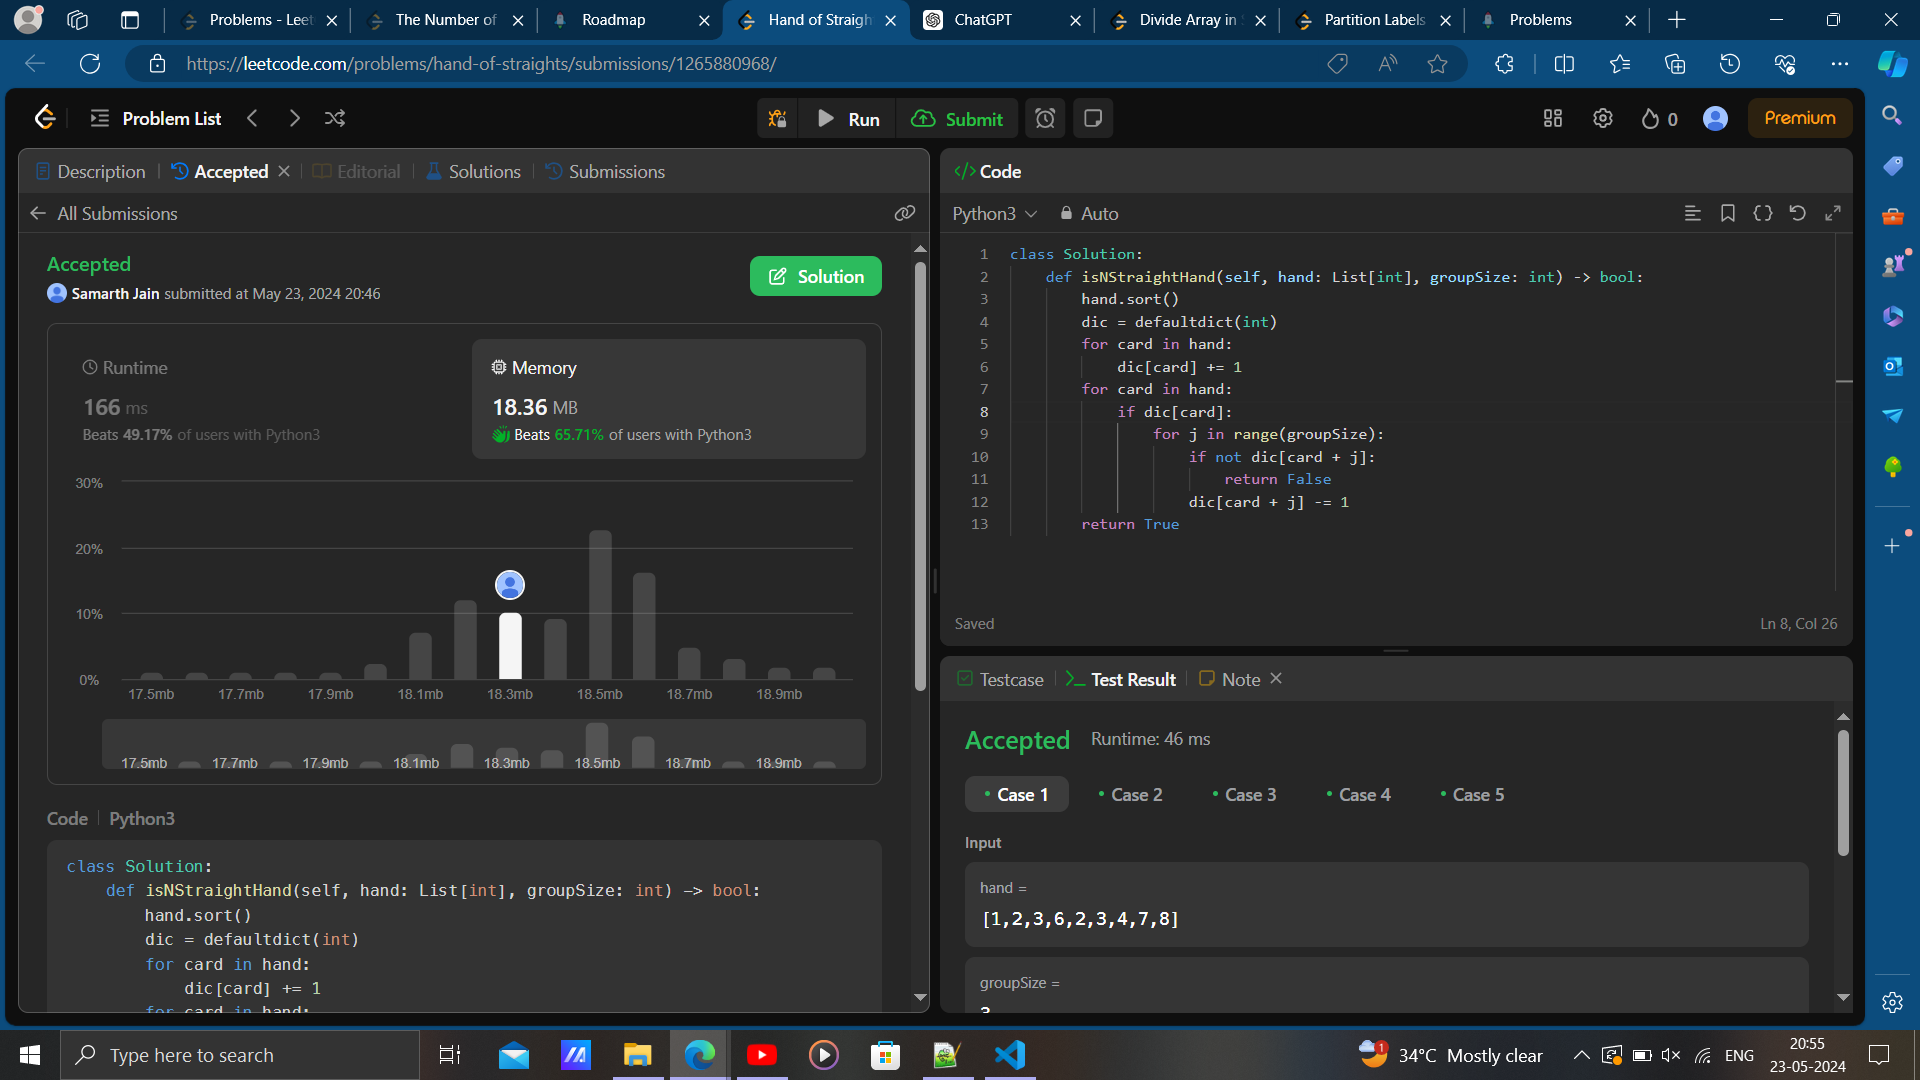 Problems - Leet
The Number of
Roadmap
Hand of Straigh
ChatGPT
Divide Array in S
Partition Labels
Problems
https://leetcode.com/problems/hand-of-straights/submissions/1265880968/
Problem List
Run
Submit
0
Premium
Description
Accepted
Editorial
Solutions
Submissions
All Submissions
Accepted
Samarth Jain submitted at May 23, 2024 20:46
Solution
Runtime
166 ms
Beats 49.17% of users with Python3
Memory
18.36 MB
Beats 65.71% of users with Python3
30%
20%
10%
0%
17.5mb 17.7mb 17.9mb 18.1mb 18.3mb 18.5mb 18.7mb 18.9mb
17.5mb 17.7mb 17.9mb 18.1mb 18.3mb 18.5mb 18.7mb 18.9mb
Code | Python3
class Solution:
    def isNStraightHand(self, hand: List[int], groupSize: int) -> bool:
        hand.sort()
        dic = defaultdict(int)
        for card in hand:
            dic[card] += 1
        for card in hand:
</> Code
Python3
Auto
1 class Solution:
2     def isNStraightHand(self, hand: List[int], groupSize: int) -> bool:
3         hand.sort()
4         dic = defaultdict(int)
5         for card in hand:
6             dic[card] += 1
7         for card in hand:
8             if dic[card]:
9                 for j in range(groupSize):
10                     if not dic[card + j]:
11                         return False
12                     dic[card + j] -= 1
13         return True
Saved
Ln 8, Col 26
Testcase
Test Result
Note
Accepted Runtime: 46 ms
Case 1
Case 2
Case 3
Case 4
Case 5
Input
hand =
[1,2,3,6,2,3,4,7,8]
groupSize =
3
Type here to search
1
34°C Mostly clear
ENG
20:55
23-05-2024